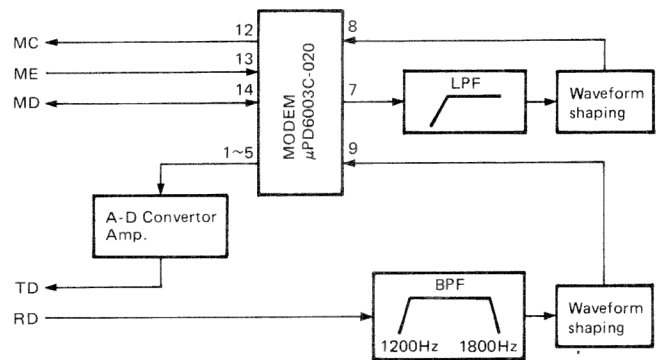 MC
ME
MD
12
13
14
1~5
MODEM
μPD6003C-020
8
7
9
LPF
Waveform
shaping
A-D Convertor
Amp.
TD
RD
BPF
1200Hz 1800Hz
Waveform
shaping